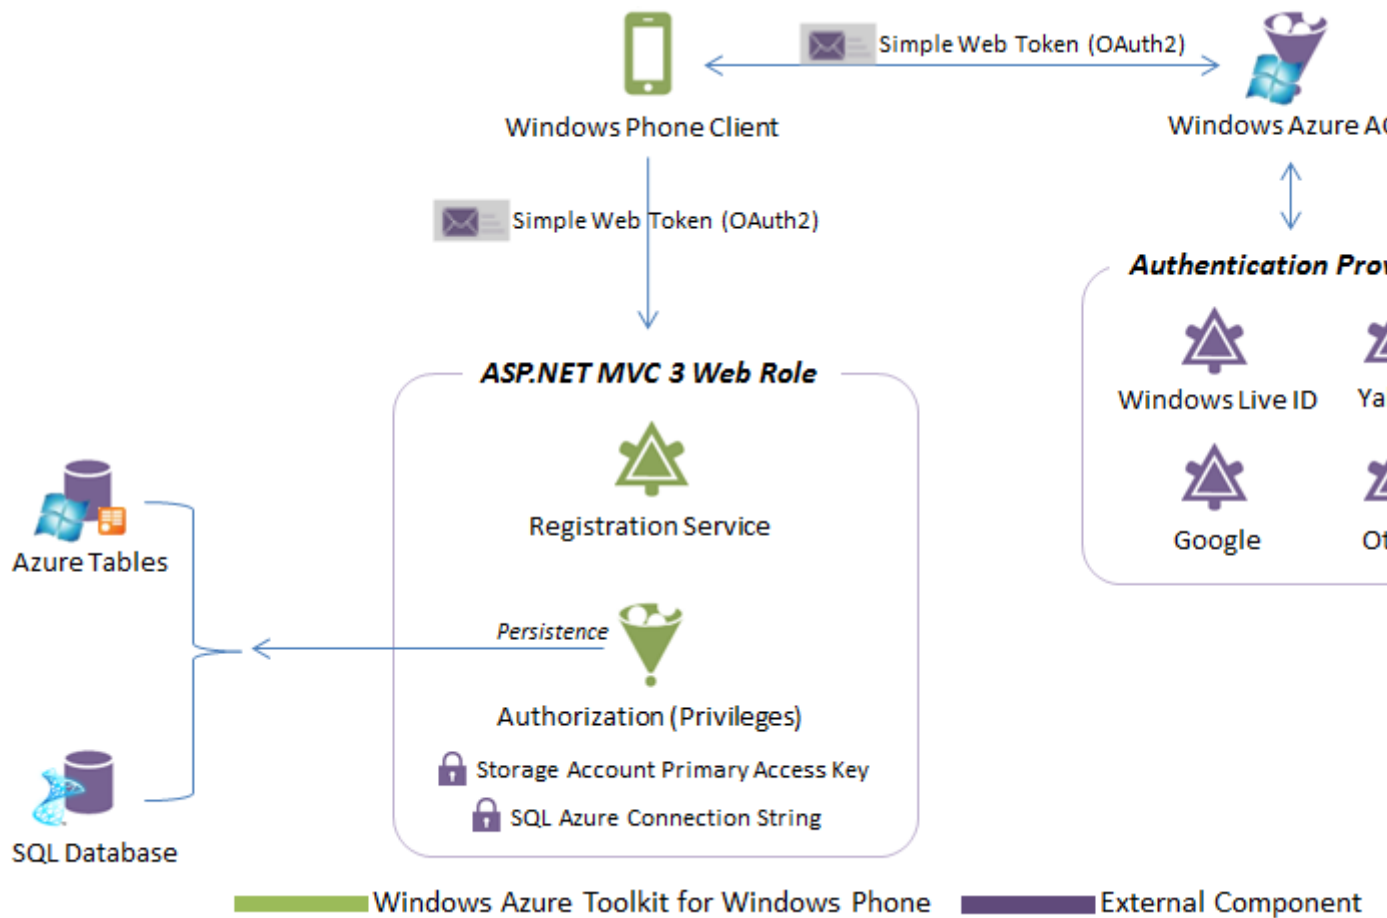 Simple Web Token (OAuth2)
Windows Phone Client
Windows Azure AC
Simple Web Token (OAuth2)
Authentication Prov
ASP.NET MVC 3 Web Role
Windows Live ID
Ya
Registration Service
Google
Ot
Azure Tables
Persistence
Authorization (Privileges)
Storage Account Primary Access Key
SQL Azure Connection String
SQL Database
Windows Azure Toolkit for Windows Phone
External Component